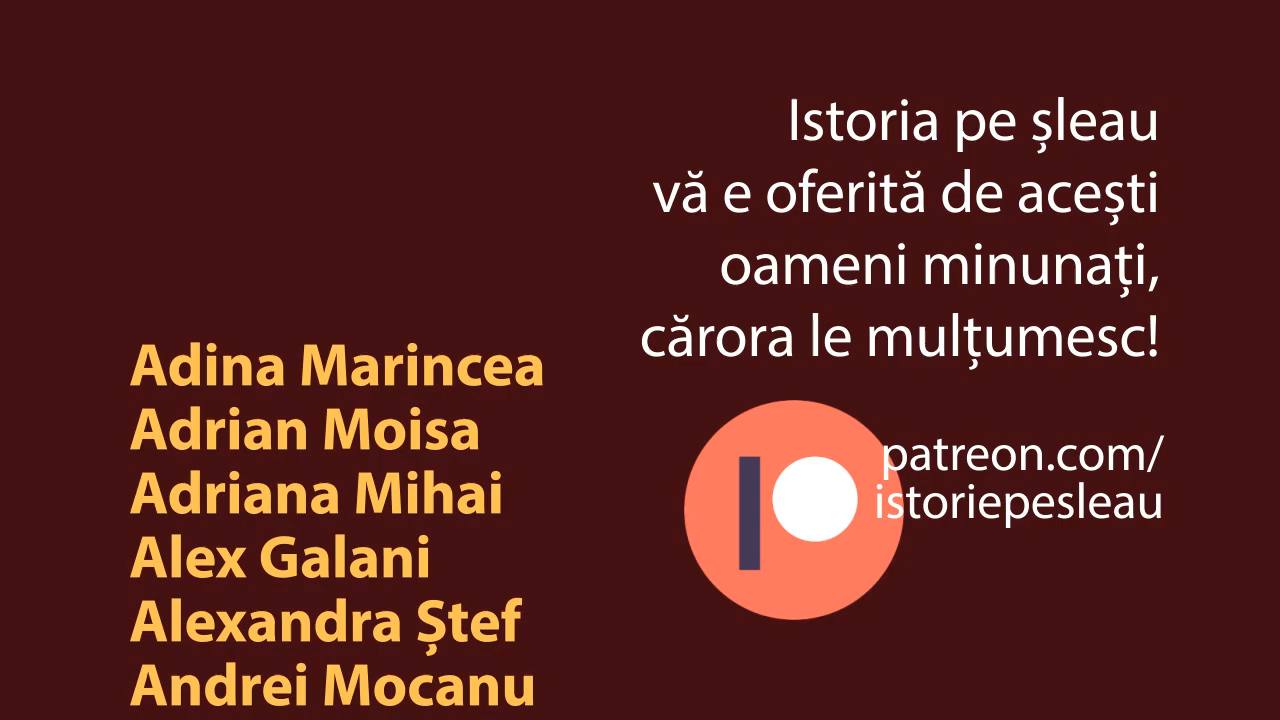 Istoria pe șleau
vă e oferită de acești
oameni minunați,
cărora le mulțumesc!
patreon.com/
istoriepesleau
Adina Marincea
Adrian Moisa
Adriana Mihai
Alex Galani
Alexandra Ștef
Andrei Mocanu